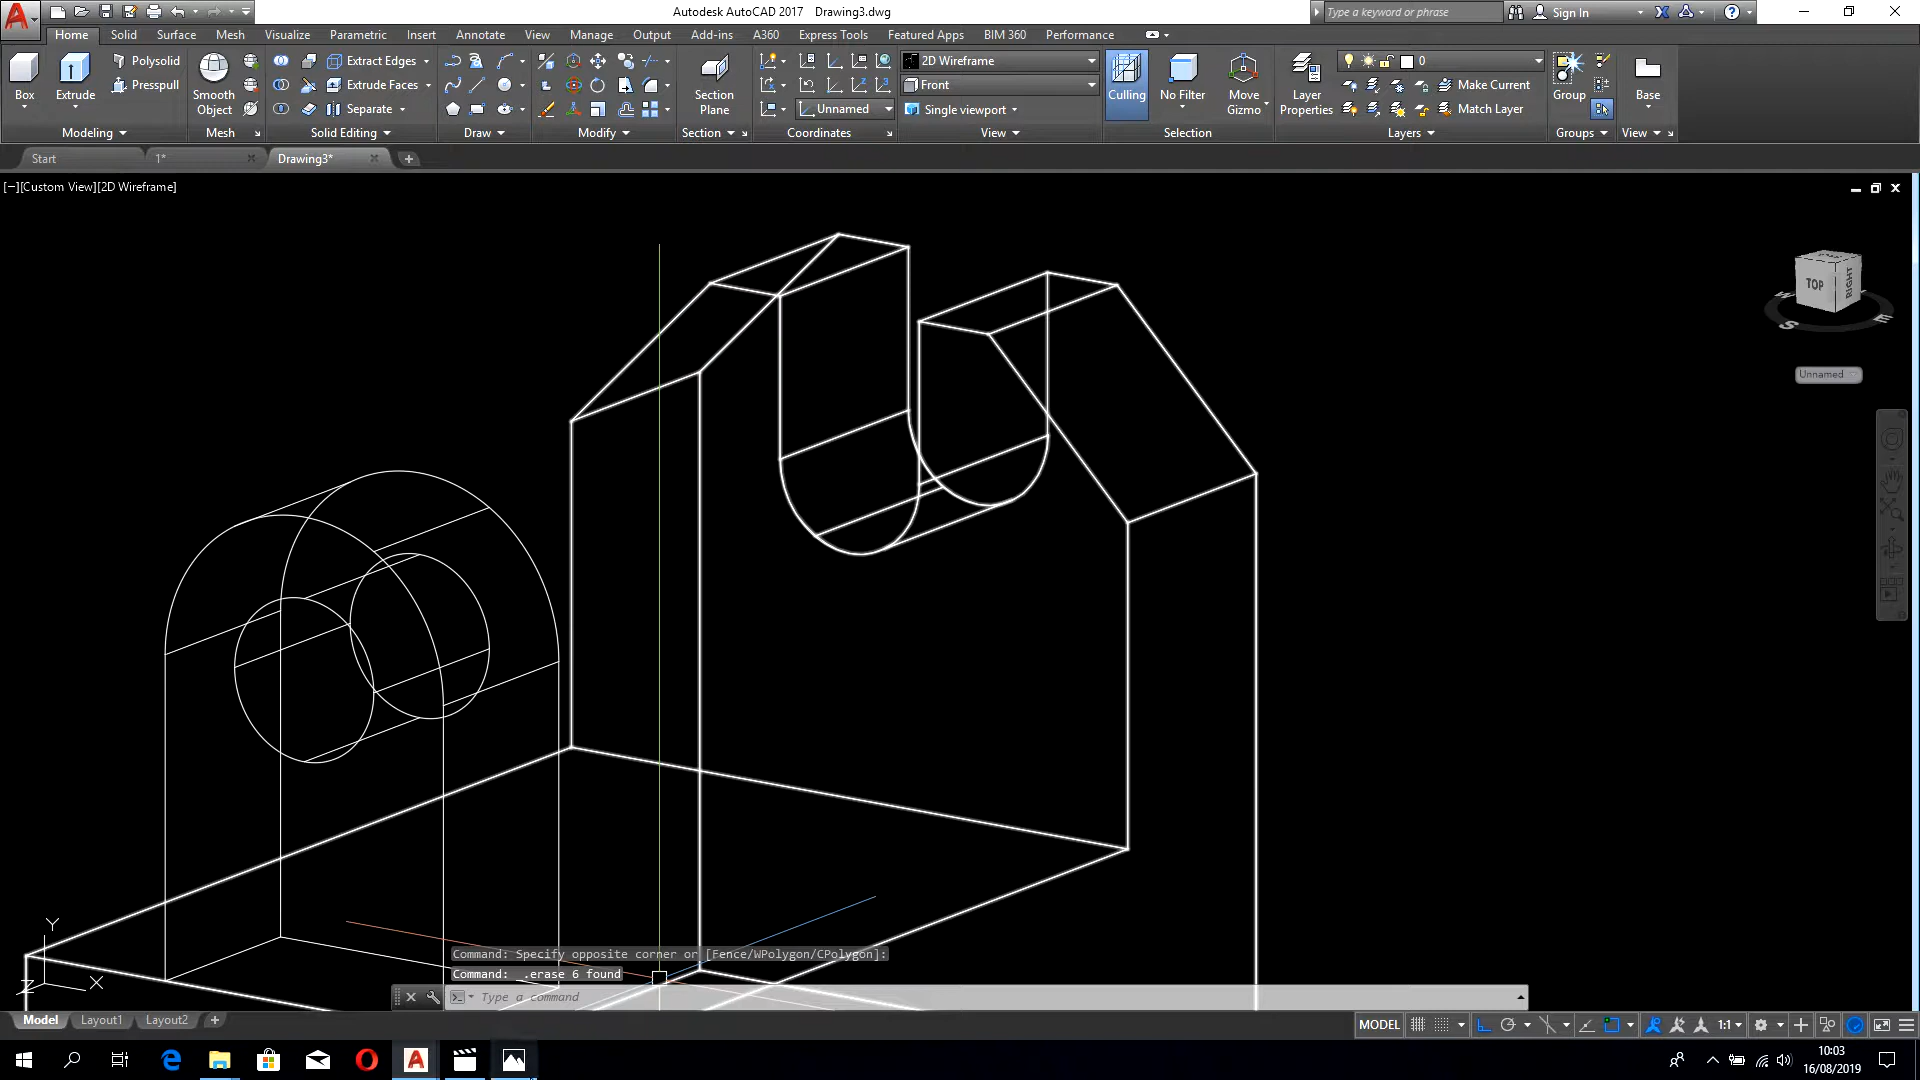 Autodesk AutoCAD 2017 Drawing3.dwg
Type a keyword or phrase
Sign In
Home Solid Surface Mesh Visualize Parametric Insert Annotate View Manage Output Add-ins A360 Express Tools Featured Apps BIM 360 Performance
Box
Extrude
Polysolid
Presspull
Smooth Object
Extract Edges
Extrude Faces
Separate
Section Plane
Unnamed
2D Wireframe
Front
Single viewport
Culling
No Filter
Move Gizmo
Layer Properties
0
Make Current
Match Layer
Group
Base
Modeling Mesh Solid Editing Draw Modify Section Coordinates View Selection Layers Groups View
Start 1* Drawing3*
[−][Custom View][2D Wireframe]
TOP
RIGHT
W
S
E
Unnamed
Y
Z
X
Command: Specify opposite corner or [Fence/WPolygon/CPolygon]:
Command: _.erase 6 found
Type a command
Model Layout1 Layout2
MODEL
1:1
10:03
16/08/2019